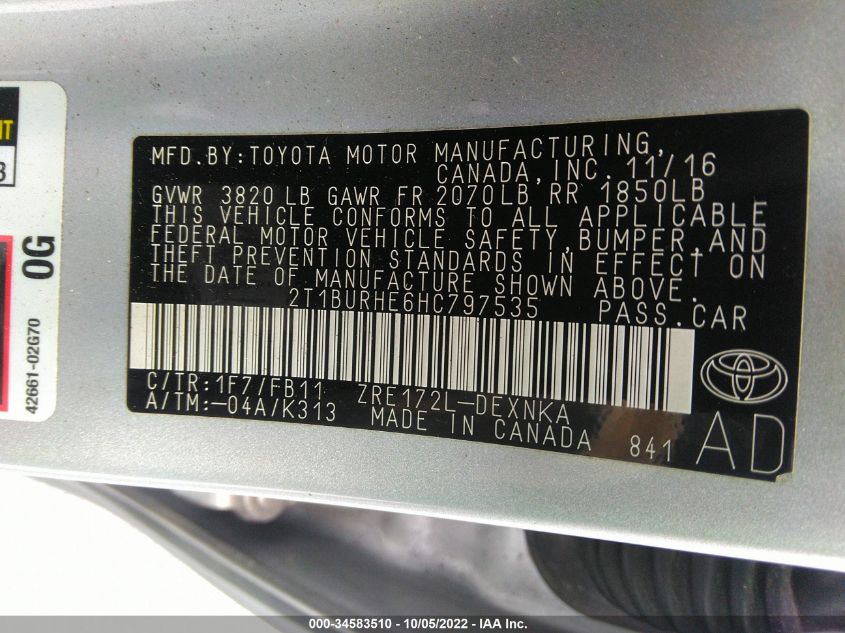 MFD. BY: TOYOTA MOTOR MANUFACTURING,
CANADA, INC. 11/16
GVWR 3820 LB GAWR FR 2070LB RR 1850LB
THIS VEHICLE CONFORMS TO ALL APPLICABLE
FEDERAL MOTOR VEHICLE SAFETY, BUMPER, AND
THEFT PREVENTION STANDARDS IN EFFECT ON
THE DATE OF MANUFACTURE SHOWN ABOVE.
2T1BURHE6HC797535 PASS. CAR
C/TR: 1F7/FB11 ZRE172L-DEXNKA
A/TM: -04A/K313 MADE IN CANADA 841
AD
0G
42661-02G70
000-34583510 - 10/05/2022 - IAA Inc.